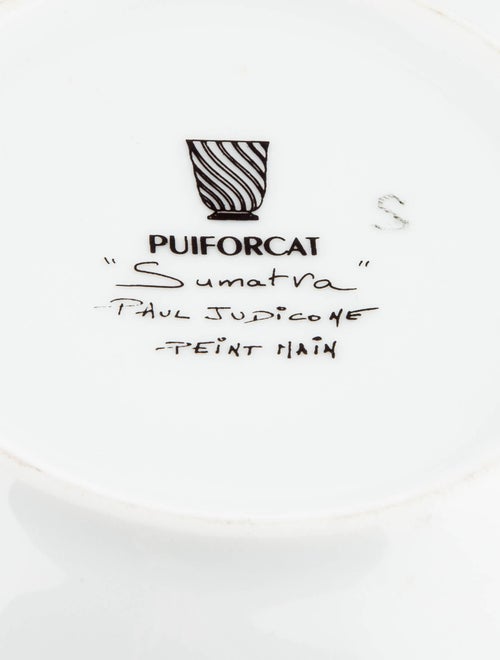 PUIFORCAT
"Sumatra"
PAUL JUDICONE
PEINT MAIN
S